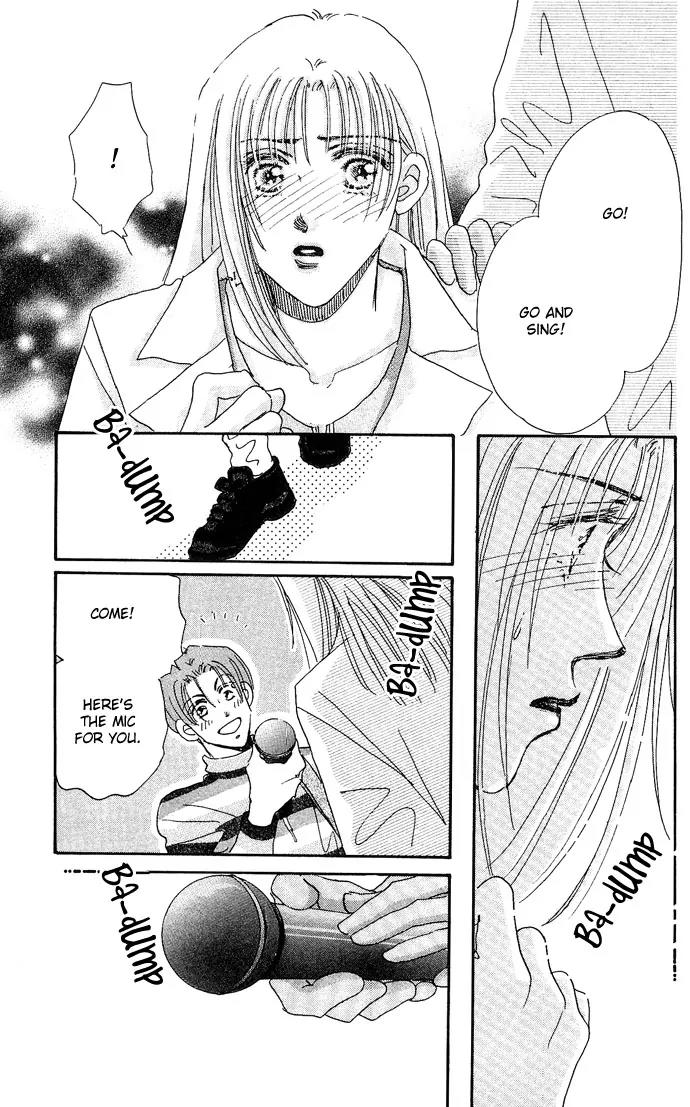 GO!
GO AND
SING!
!
BA-DUMP
BA-DUMP
BA-DUMP
COME!
HERE'S
THE MIC
FOR YOU.
BA-DUMP